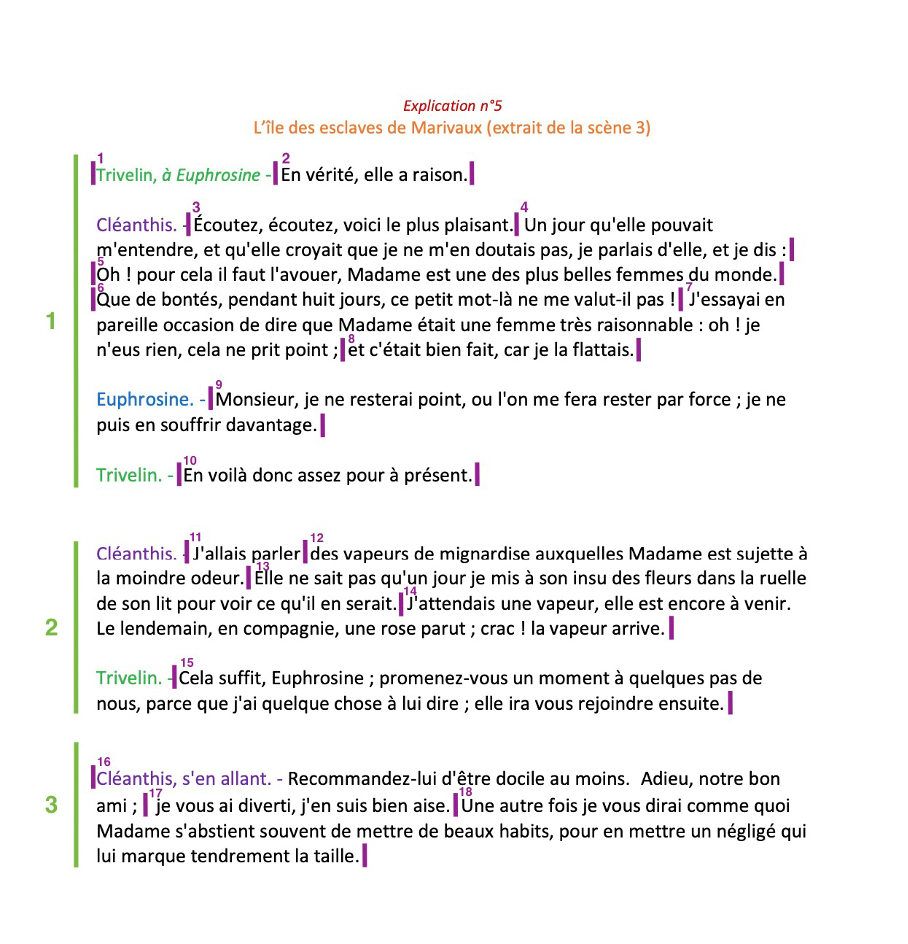 Explication n°5
L'île des esclaves de Marivaux (extrait de la scène 3)
1 2
Trivelin, à Euphrosine - En vérité, elle a raison.
3 4
Cléanthis. - Écoutez, écoutez, voici le plus plaisant. Un jour qu'elle pouvait
m'entendre, et qu'elle croyait que je ne m'en doutais pas, je parlais d'elle, et je dis :
5
Oh ! pour cela il faut l'avouer, Madame est une des plus belles femmes du monde.
6 7
Que de bontés, pendant huit jours, ce petit mot-là ne me valut-il pas ! J'essayai en
1
pareille occasion de dire que Madame était une femme très raisonnable : oh ! je
8
n'eus rien, cela ne prit point ; et c'était bien fait, car je la flattais.
9
Euphrosine. - Monsieur, je ne resterai point, ou l'on me fera rester par force ; je ne
puis en souffrir davantage.
10
Trivelin. - En voilà donc assez pour à présent.
11 12
Cléanthis. - J'allais parler des vapeurs de mignardise auxquelles Madame est sujette à
13
la moindre odeur. Elle ne sait pas qu'un jour je mis à son insu des fleurs dans la ruelle
14
de son lit pour voir ce qu'il en serait. J'attendais une vapeur, elle est encore à venir.
2
Le lendemain, en compagnie, une rose parut ; crac ! la vapeur arrive.
15
Trivelin. - Cela suffit, Euphrosine ; promenez-vous un moment à quelques pas de
nous, parce que j'ai quelque chose à lui dire ; elle ira vous rejoindre ensuite.
16
Cléanthis, s'en allant. - Recommandez-lui d'être docile au moins. Adieu, notre bon
17 18
3
ami ; je vous ai diverti, j'en suis bien aise. Une autre fois je vous dirai comme quoi
Madame s'abstient souvent de mettre de beaux habits, pour en mettre un négligé qui
lui marque tendrement la taille.